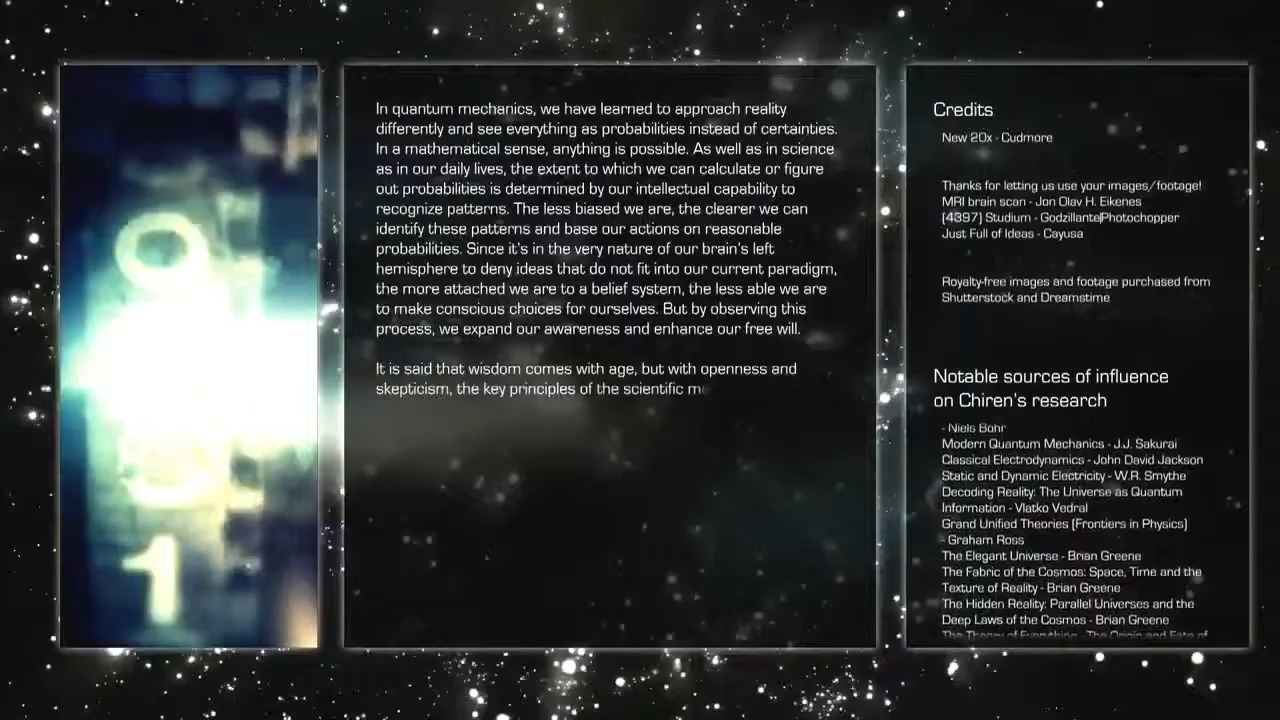 0
1
In quantum mechanics, we have learned to approach reality
differently and see everything as probabilities instead of certainties.
In a mathematical sense, anything is possible. As well as in science
as in our daily lives, the extent to which we can calculate or figure
out probabilities is determined by our intellectual capability to
recognize patterns. The less biased we are, the clearer we can
identify these patterns and base our actions on reasonable
probabilities. Since it's in the very nature of our brain's left
hemisphere to deny ideas that do not fit into our current paradigm,
the more attached we are to a belief system, the less able we are
to make conscious choices for ourselves. But by observing this
process, we expand our awareness and enhance our free will.
It is said that wisdom comes with age, but with openness and
skepticism, the key principles of the scientific m
Credits
New 20x - Cudmore
Thanks for letting us use your images/footage!
MRI brain scan - Jon Olav H. Eikenes
(4397) Studium - Godzillante|Photochopper
Just Full of Ideas - Cayusa
Royalty-free images and footage purchased from
Shutterstock and Dreamstime
Notable sources of influence
on Chiren's research
- Niels Bohr
Modern Quantum Mechanics - J.J. Sakurai
Classical Electrodynamics - John David Jackson
Static and Dynamic Electricity - W.R. Smythe
Decoding Reality: The Universe as Quantum
Information - Vlatko Vedral
Grand Unified Theories (Frontiers in Physics)
- Graham Ross
The Elegant Universe - Brian Greene
The Fabric of the Cosmos: Space, Time and the
Texture of Reality - Brian Greene
The Hidden Reality: Parallel Universes and the
Deep Laws of the Cosmos - Brian Greene
The Theory of Everything - The Origin and Fate of